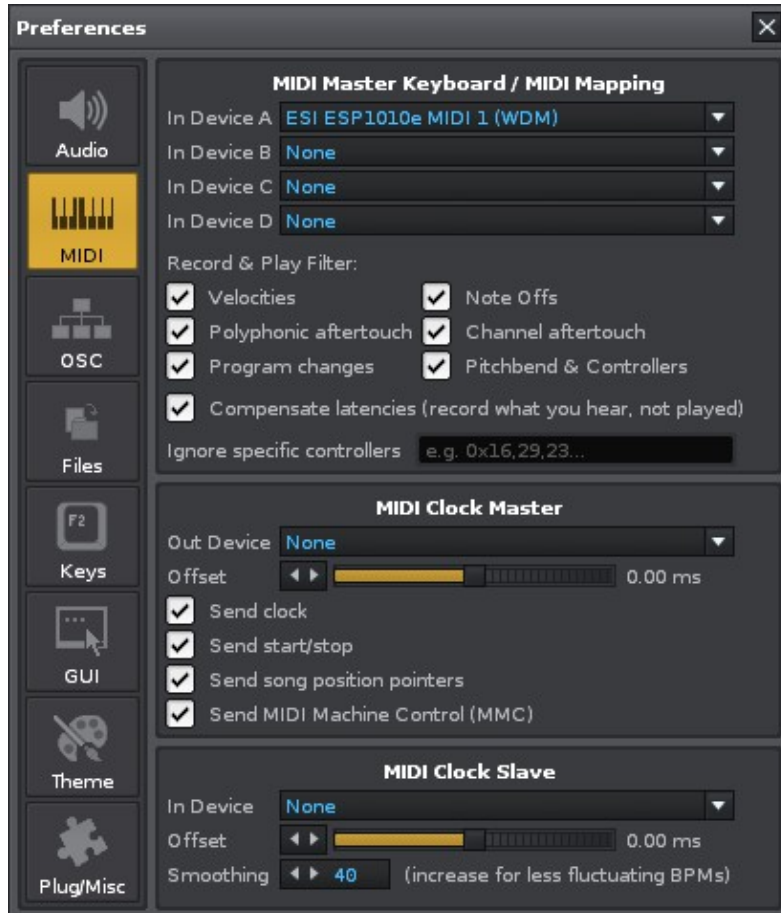 Preferences
Audio
MIDI
OSC
Files
F2
Keys
GUI
Theme
Plug/Misc
MIDI Master Keyboard / MIDI Mapping
In Device A ESI ESP1010e MIDI 1 (WDM)
In Device B None
In Device C None
In Device D None
Record & Play Filter:
Velocities Note Offs
Polyphonic aftertouch Channel aftertouch
Program changes Pitchbend & Controllers
Compensate latencies (record what you hear, not played)
Ignore specific controllers e.g. 0x16,29,23...
MIDI Clock Master
Out Device None
Offset 0.00 ms
Send clock
Send start/stop
Send song position pointers
Send MIDI Machine Control (MMC)
MIDI Clock Slave
In Device None
Offset 0.00 ms
Smoothing 40 (increase for less fluctuating BPMs)